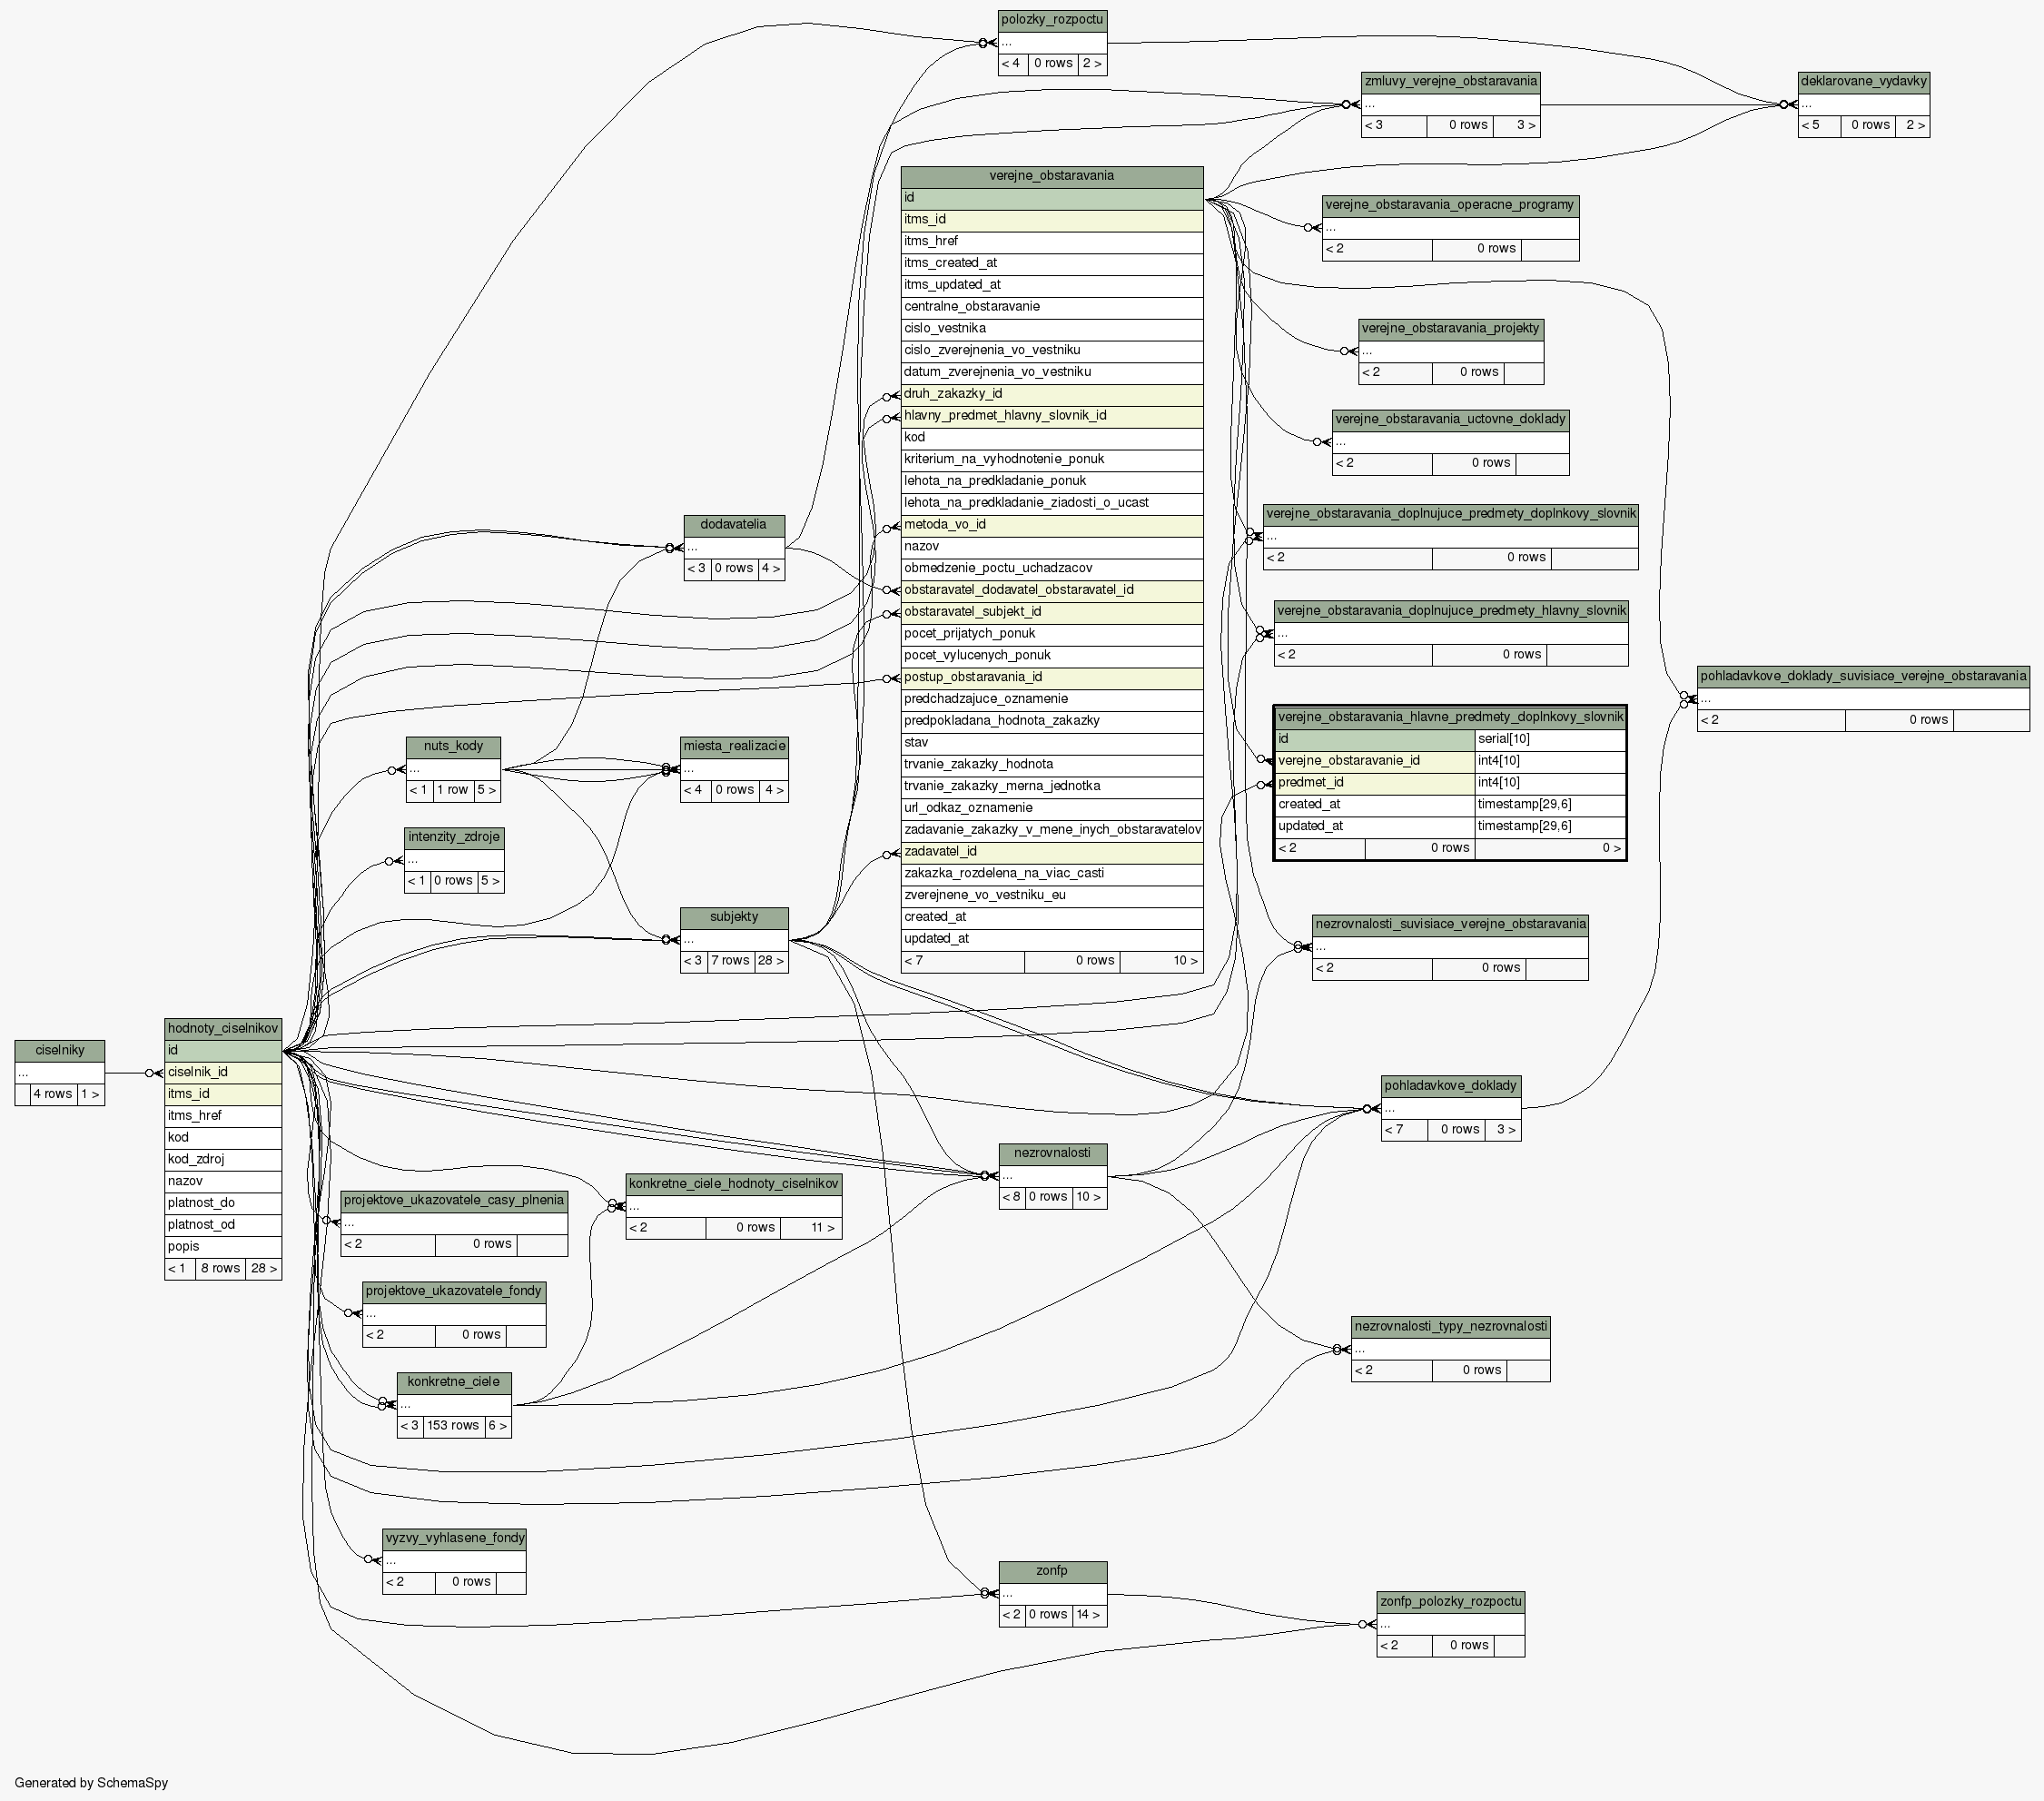 polozky_rozpoctu
...
< 4 0 rows 2 >
zmluvy_verejne_obstaravania
...
< 3 0 rows 3 >
deklarovane_vydavky
...
< 5 0 rows 2 >
verejne_obstaravania
id
itms_id
itms_href
itms_created_at
itms_updated_at
centralne_obstaravanie
cislo_vestnika
cislo_zverejnenia_vo_vestniku
datum_zverejnenia_vo_vestniku
druh_zakazky_id
hlavny_predmet_hlavny_slovnik_id
kod
kriterium_na_vyhodnotenie_ponuk
lehota_na_predkladanie_ponuk
lehota_na_predkladanie_ziadosti_o_ucast
metoda_vo_id
nazov
obmedzenie_poctu_uchadzacov
obstaravatel_dodavatel_obstaravatel_id
obstaravatel_subjekt_id
pocet_prijatych_ponuk
pocet_vylucenych_ponuk
postup_obstaravania_id
predchadzajuce_oznamenie
predpokladana_hodnota_zakazky
stav
trvanie_zakazky_hodnota
trvanie_zakazky_merna_jednotka
url_odkaz_oznamenie
zadavanie_zakazky_v_mene_inych_obstaravatelov
zadavatel_id
zakazka_rozdelena_na_viac_casti
zverejnene_vo_vestniku_eu
created_at
updated_at
< 7 0 rows 10 >
verejne_obstaravania_operacne_programy
...
< 2 0 rows
verejne_obstaravania_projekty
...
< 2 0 rows
verejne_obstaravania_uctovne_doklady
...
< 2 0 rows
verejne_obstaravania_doplnujuce_predmety_doplnkovy_slovnik
...
< 2 0 rows
verejne_obstaravania_doplnujuce_predmety_hlavny_slovnik
...
< 2 0 rows
pohladavkove_doklady_suvisiace_verejne_obstaravania
...
< 2 0 rows
verejne_obstaravania_hlavne_predmety_doplnkovy_slovnik
id serial[10]
verejne_obstaravanie_id int4[10]
predmet_id int4[10]
created_at timestamp[29,6]
updated_at timestamp[29,6]
< 2 0 rows 0 >
dodavatelia
...
< 3 0 rows 4 >
nuts_kody
...
< 1 1 row 5 >
miesta_realizacie
...
< 4 0 rows 4 >
intenzity_zdroje
...
< 1 0 rows 5 >
subjekty
...
< 3 7 rows 28 >
nezrovnalosti_suvisiace_verejne_obstaravania
...
< 2 0 rows
ciselniky
...
4 rows 1 >
hodnoty_ciselnikov
id
ciselnik_id
itms_id
itms_href
kod
kod_zdroj
nazov
platnost_do
platnost_od
popis
< 1 8 rows 28 >
pohladavkove_doklady
...
< 7 0 rows 3 >
nezrovnalosti
...
< 8 0 rows 10 >
konkretne_ciele_hodnoty_ciselnikov
...
< 2 0 rows 11 >
projektove_ukazovatele_casy_plnenia
...
< 2 0 rows
projektove_ukazovatele_fondy
...
< 2 0 rows
nezrovnalosti_typy_nezrovnalosti
...
< 2 0 rows
konkretne_ciele
...
< 3 153 rows 6 >
vyzvy_vyhlasene_fondy
...
< 2 0 rows
zonfp
...
< 2 0 rows 14 >
zonfp_polozky_rozpoctu
...
< 2 0 rows
Generated by SchemaSpy